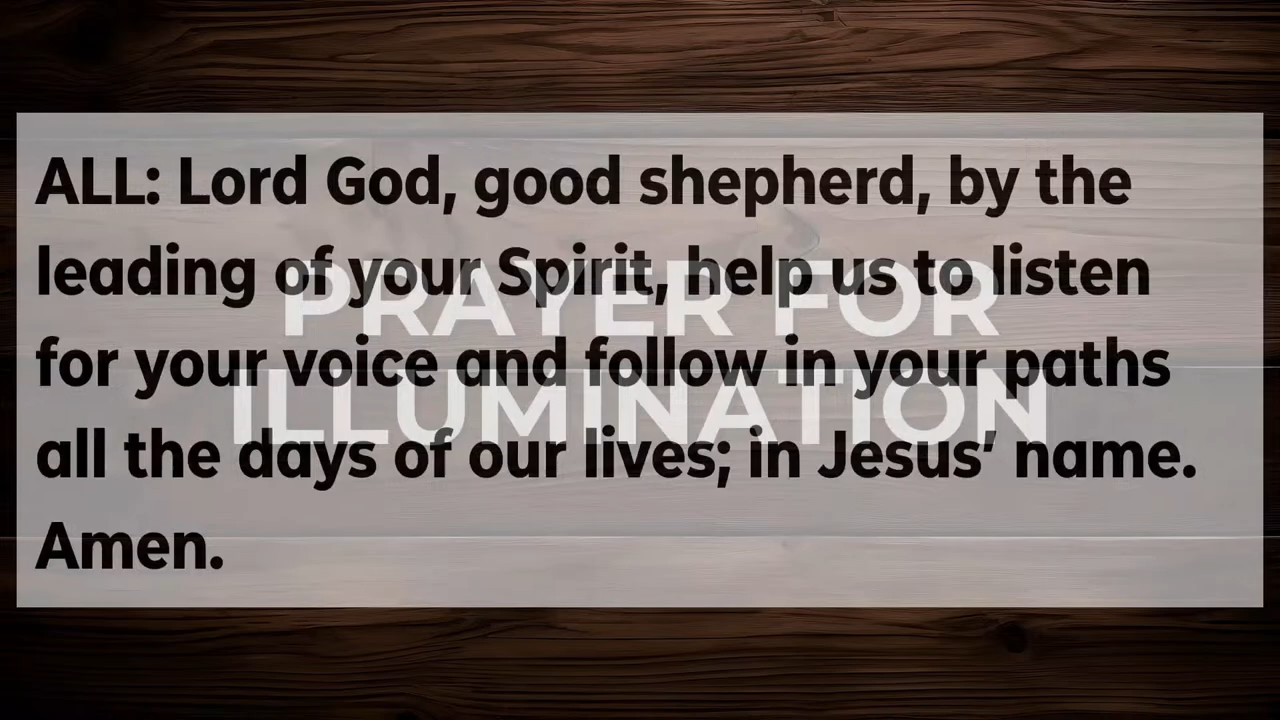 ALL: Lord God, good shepherd, by the
leading of your Spirit, help us to listen
for your voice and follow in your paths
all the days of our lives; in Jesus’ name.
Amen.
PRAYER FOR
ILLUMINATION